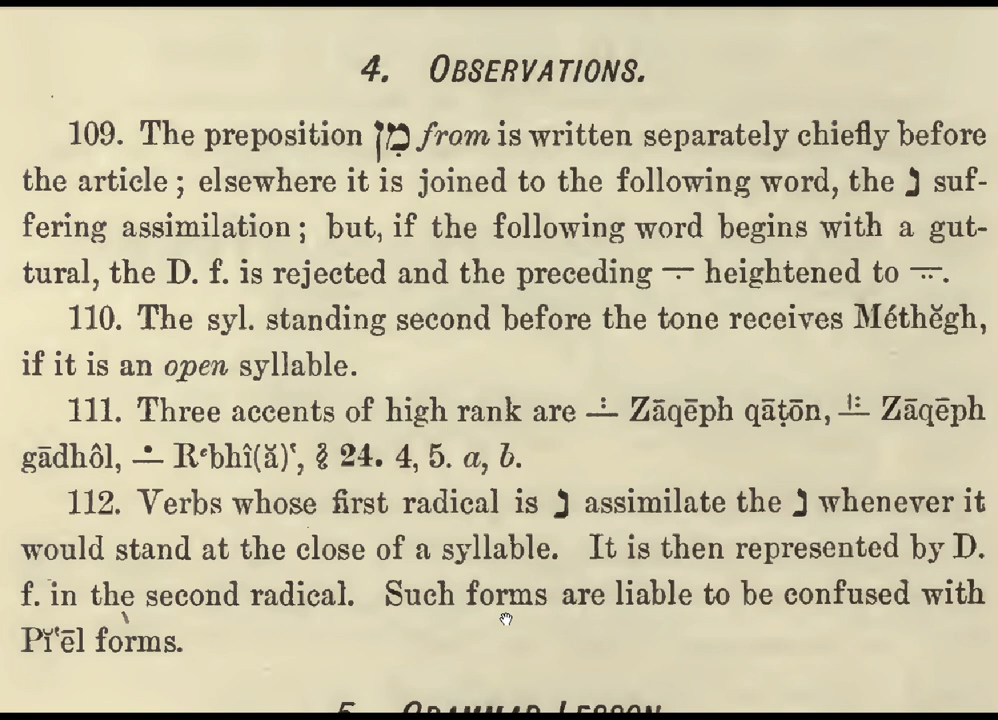 4. OBSERVATIONS.
109. The preposition מִן from is written separately chiefly before
the article; elsewhere it is joined to the following word, the נ suf-
fering assimilation; but, if the following word begins with a gut-
tural, the D. f. is rejected and the preceding –ִ heightened to –ֵ.
110. The syl. standing second before the tone receives Méthĕgh,
if it is an open syllable.
111. Three accents of high rank are –֔ Zāqēph qāṭōn, –֕ Zāqēph
gādhôl, –֗ Rᵉbhî(ă)ʿ, § 24. 4, 5. a, b.
112. Verbs whose first radical is נ assimilate the נ whenever it
would stand at the close of a syllable. It is then represented by D.
f. in the second radical. Such forms are liable to be confused with
Pĭʿēl forms.